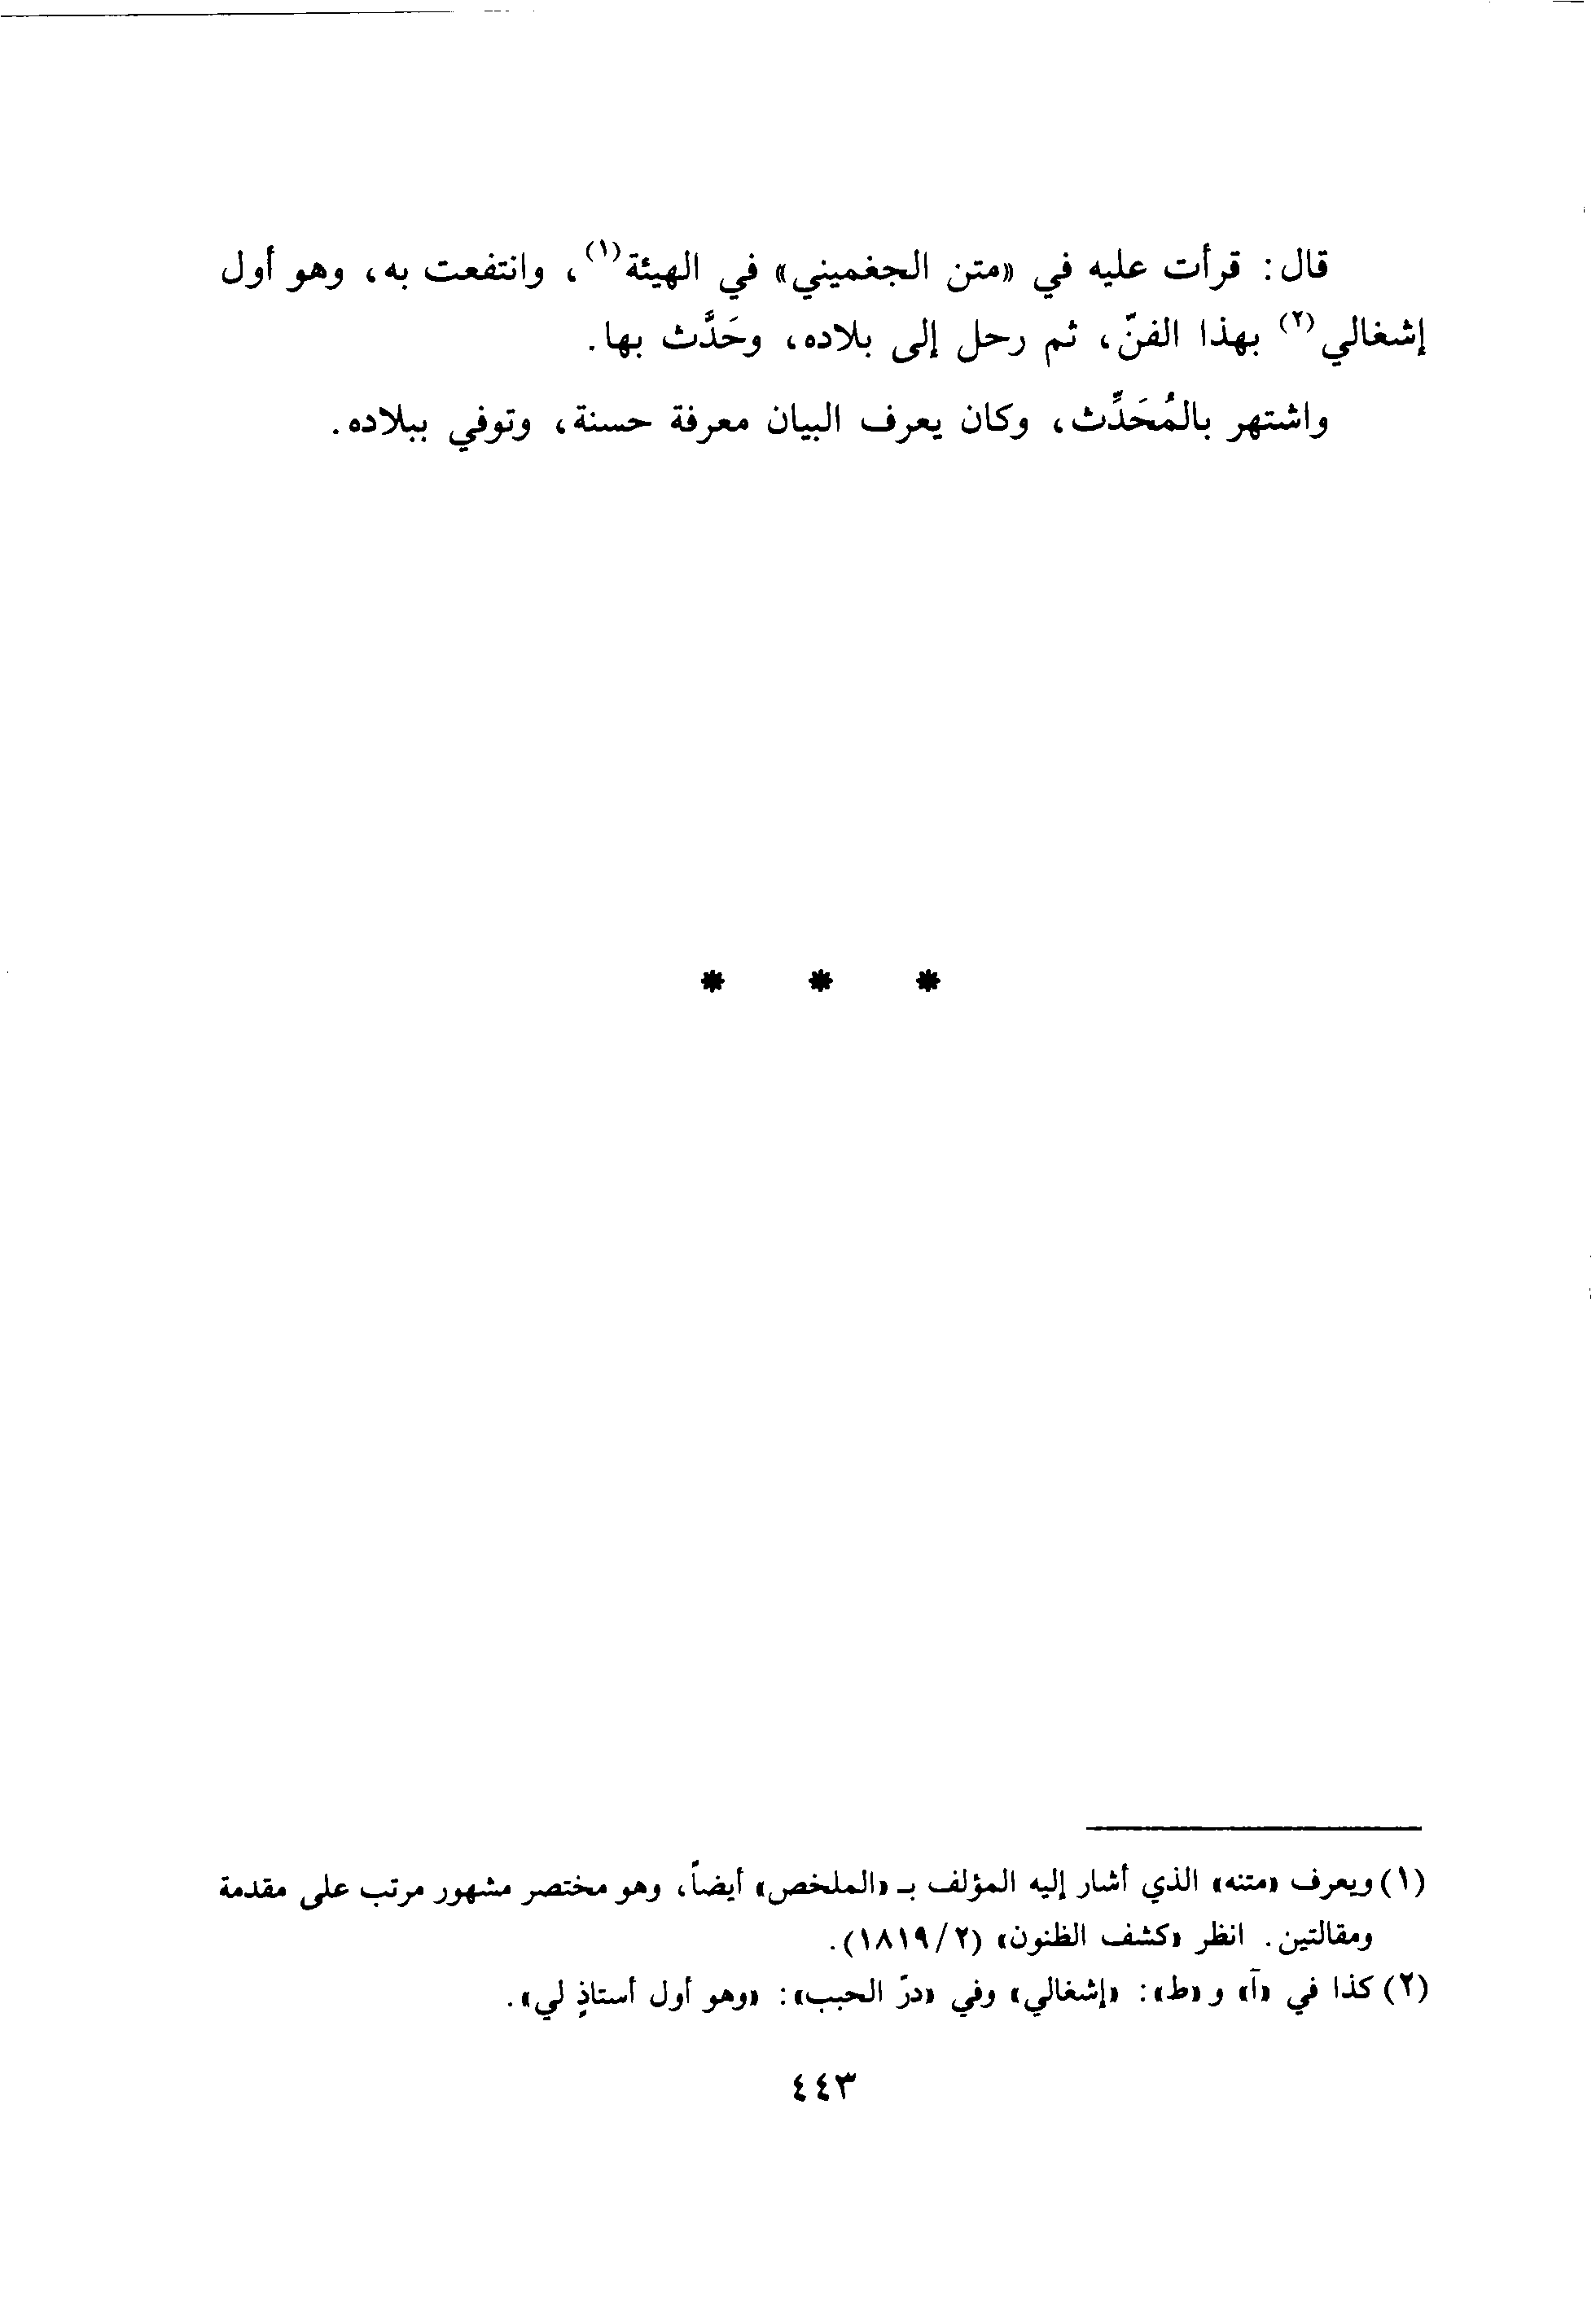 قال: قرأت عليه في «متن الجغميني» في الهيئة(١)، وانتفعت به، وهو أول
إشغالي(٢) بهذا الفنّ، ثم رحل إلى بلاده، وحَدَّث بها.
واشتهر بالمُحَدِّث، وكان يعرف البيان معرفة حسنة، وتوفي ببلاده.
* * *
(١) ويعرف «متنه» الذي أشار إليه المؤلف بـ «الملخص» أيضاً، وهو مختصر مشهور مرتب على مقدمة
ومقالتين. انظر «كشف الظنون» (٢/ ١٨١٩).
(٢) كذا في «آ» و «ط»: «إشغالي» وفي «درّ الحبب»: «وهو أول أستاذٍ لي».
٤٤٣